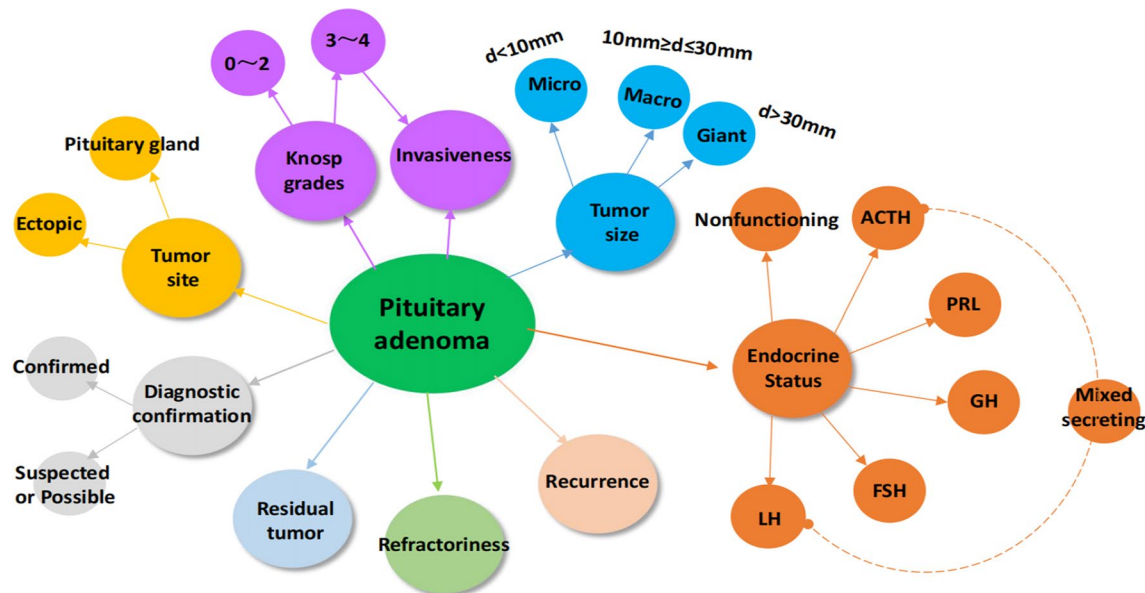 3～4
0～2
d<10mm
10mm≥d≤30mm
Micro
Macro
Giant
d>30mm
Pituitary gland
Knosp
grades
Invasiveness
Ectopic
Tumor
site
Tumor
size
Nonfunctioning
ACTH
Pituitary
adenoma
PRL
Endocrine
Status
Confirmed
Diagnostic
confirmation
GH
Mixed
secreting
Suspected
or Possible
Residual
tumor
Refractoriness
Recurrence
FSH
LH